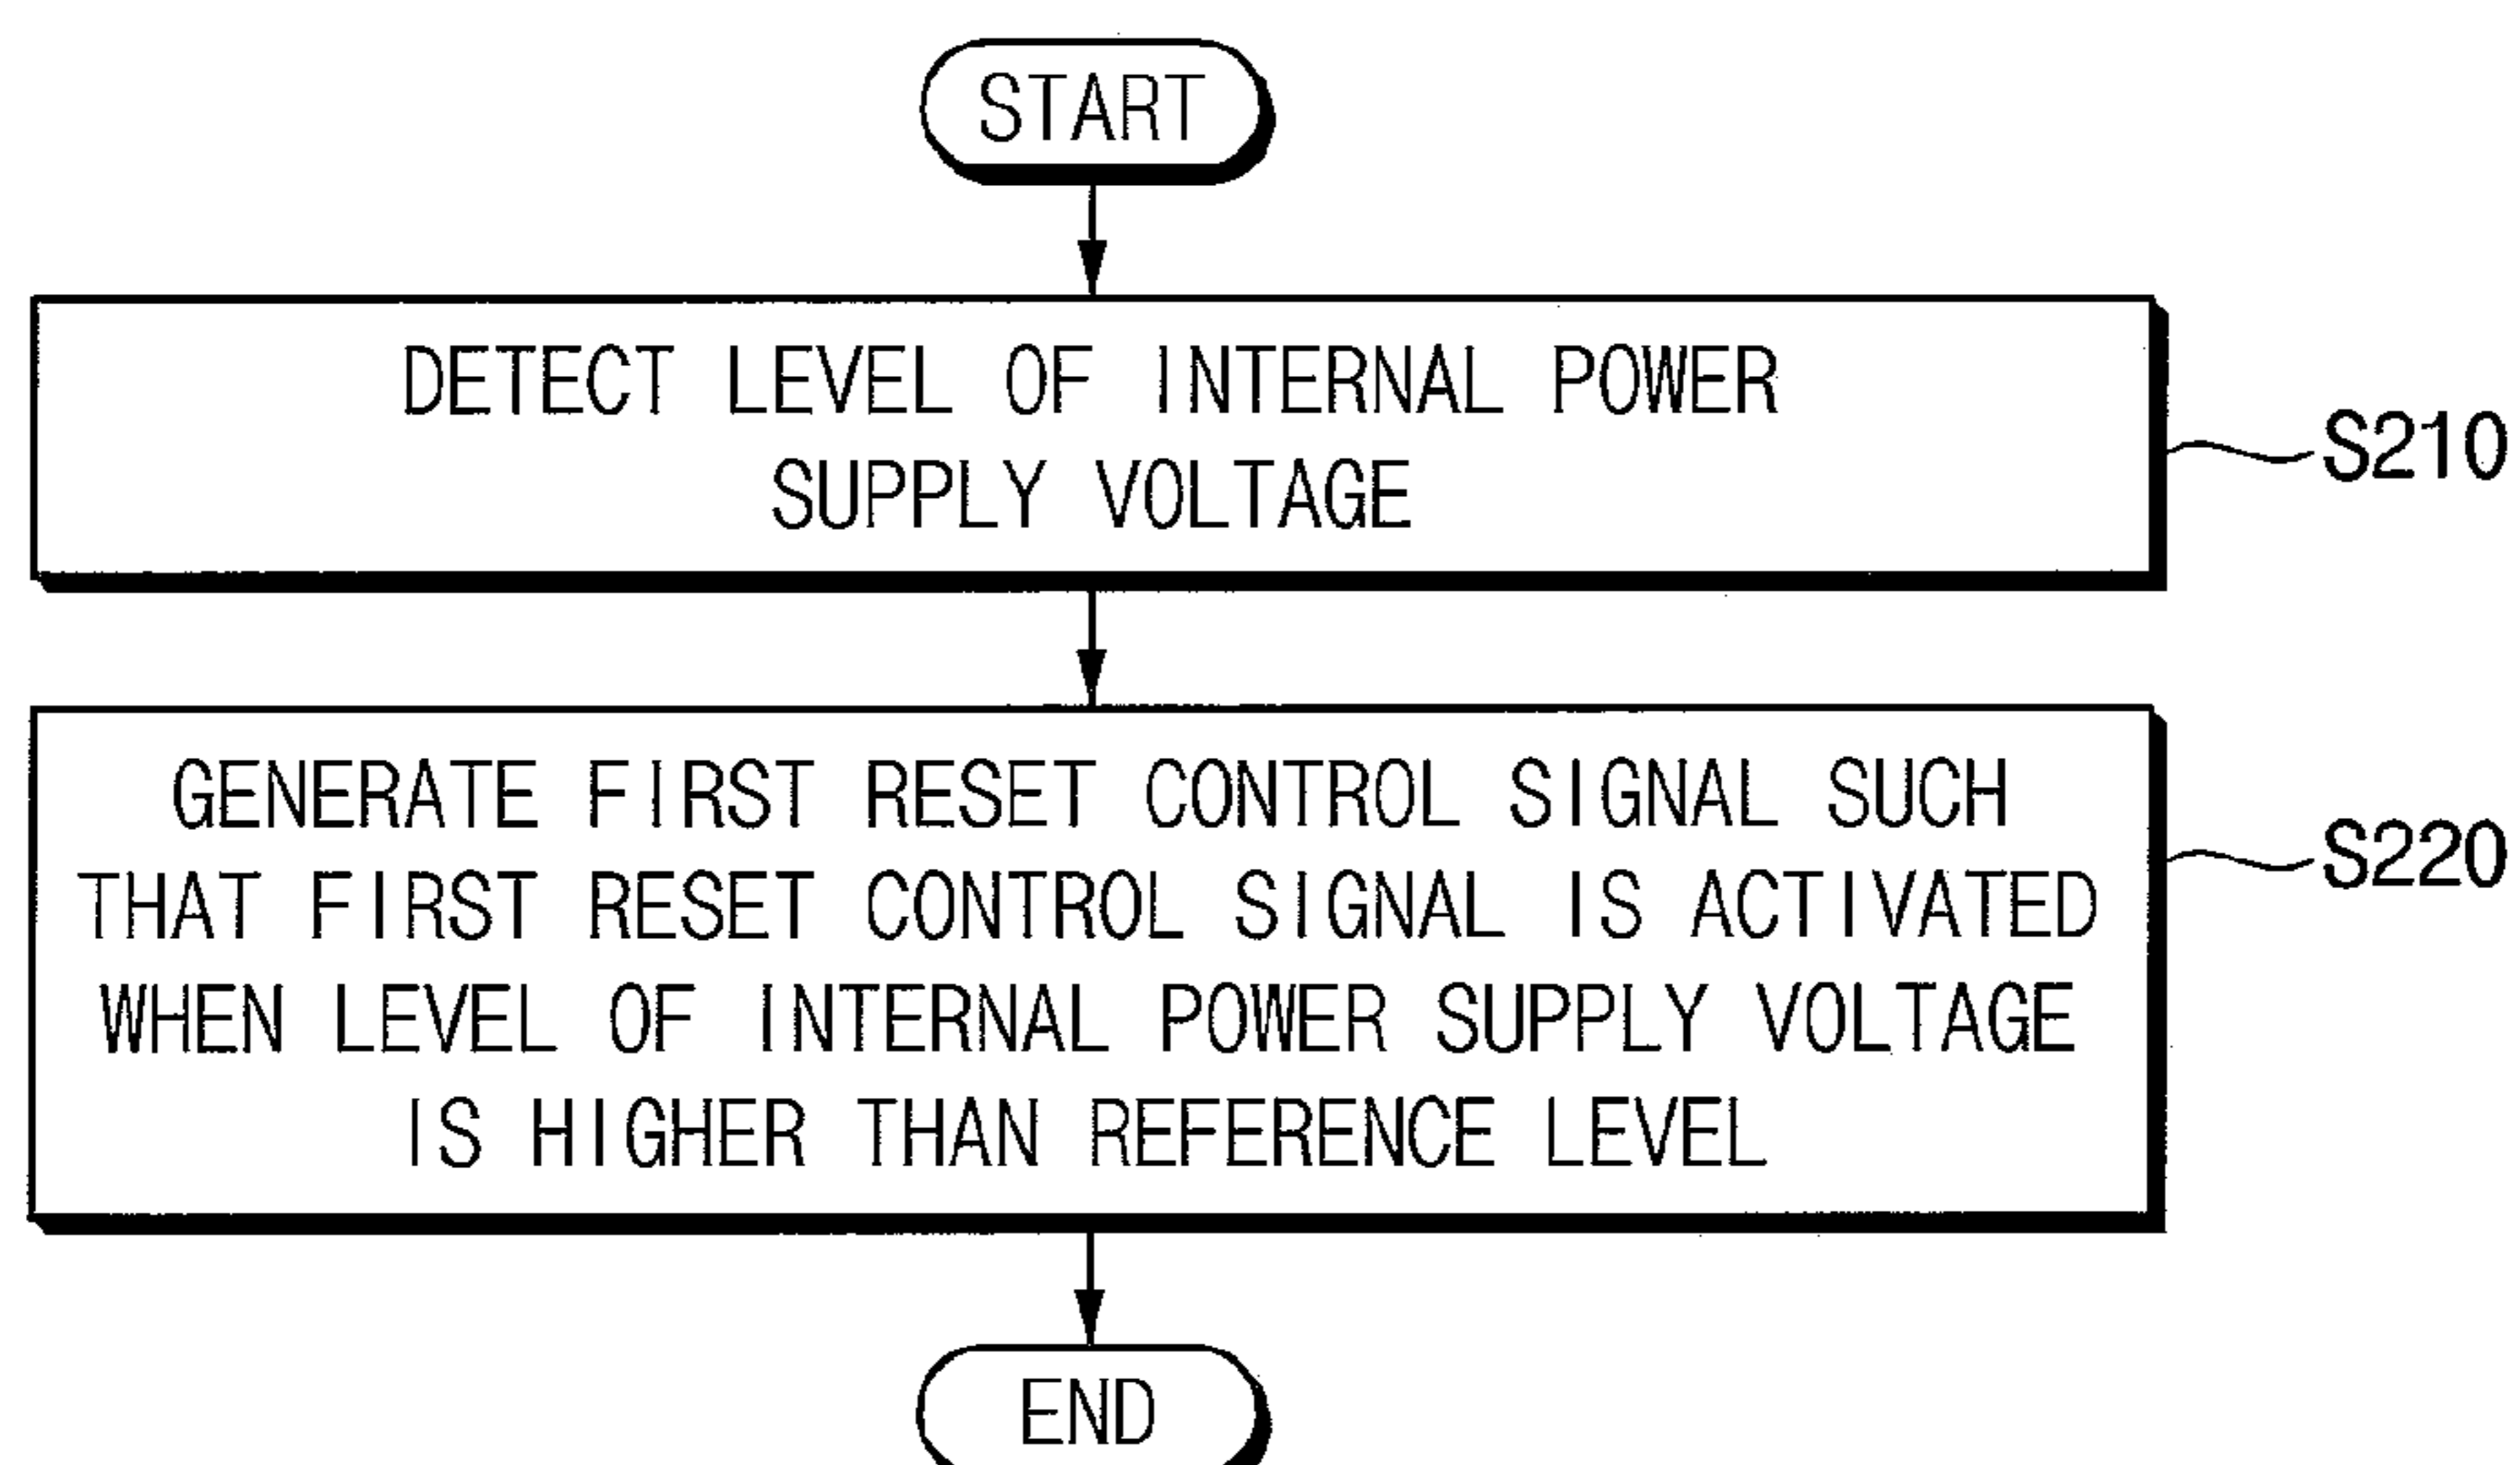 START
DETECT LEVEL OF INTERNAL POWER
SUPPLY VOLTAGE
S210
GENERATE FIRST RESET CONTROL SIGNAL SUCH
THAT FIRST RESET CONTROL SIGNAL IS ACTIVATED
WHEN LEVEL OF INTERNAL POWER SUPPLY VOLTAGE
IS HIGHER THAN REFERENCE LEVEL
S220
END